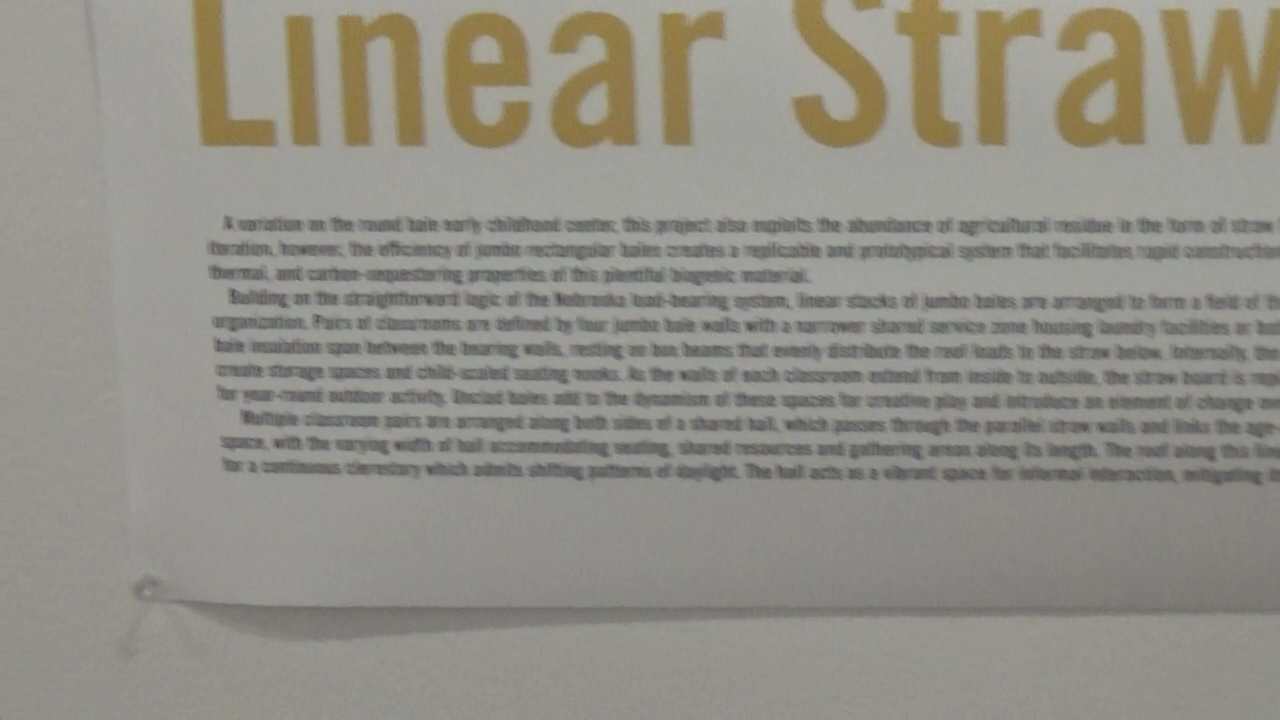 Linear Straw
A variation on the round bale early childhood center, this project also exploits the abundance of agricultural residue in the form of straw
iteration, however, the efficiency of jumbo rectangular bales creates a replicable and prototypical system that facilitates rapid construction
thermal, and carbon-sequestering properties of this plentiful biogenic material.
Building on the straightforward logic of the Nebraska load-bearing system, linear stacks of jumbo bales are arranged to form a field of
organization. Pairs of classrooms are defined by four jumbo bale walls with a narrower shared service zone housing laundry facilities or
bale insulation span between the bearing walls, resting on box beams that evenly distribute the roof loads to the straw below. Internally, the
create storage spaces and child-scaled seating nooks. As the walls of each classroom extend from inside to outside, the straw board is
for year-round outdoor activity. Unclad bales add to the dynamism of these spaces for creative play and introduce an element of change
Multiple classroom pairs are arranged along both sides of a shared hall, which passes through the parallel straw walls and links the age-
space, with the varying width of hall accommodating seating, shared resources and gathering areas along its length. The roof along this
for a continuous clerestory which admits shifting patterns of daylight. The hall acts as a vibrant space for informal interaction, mitigating